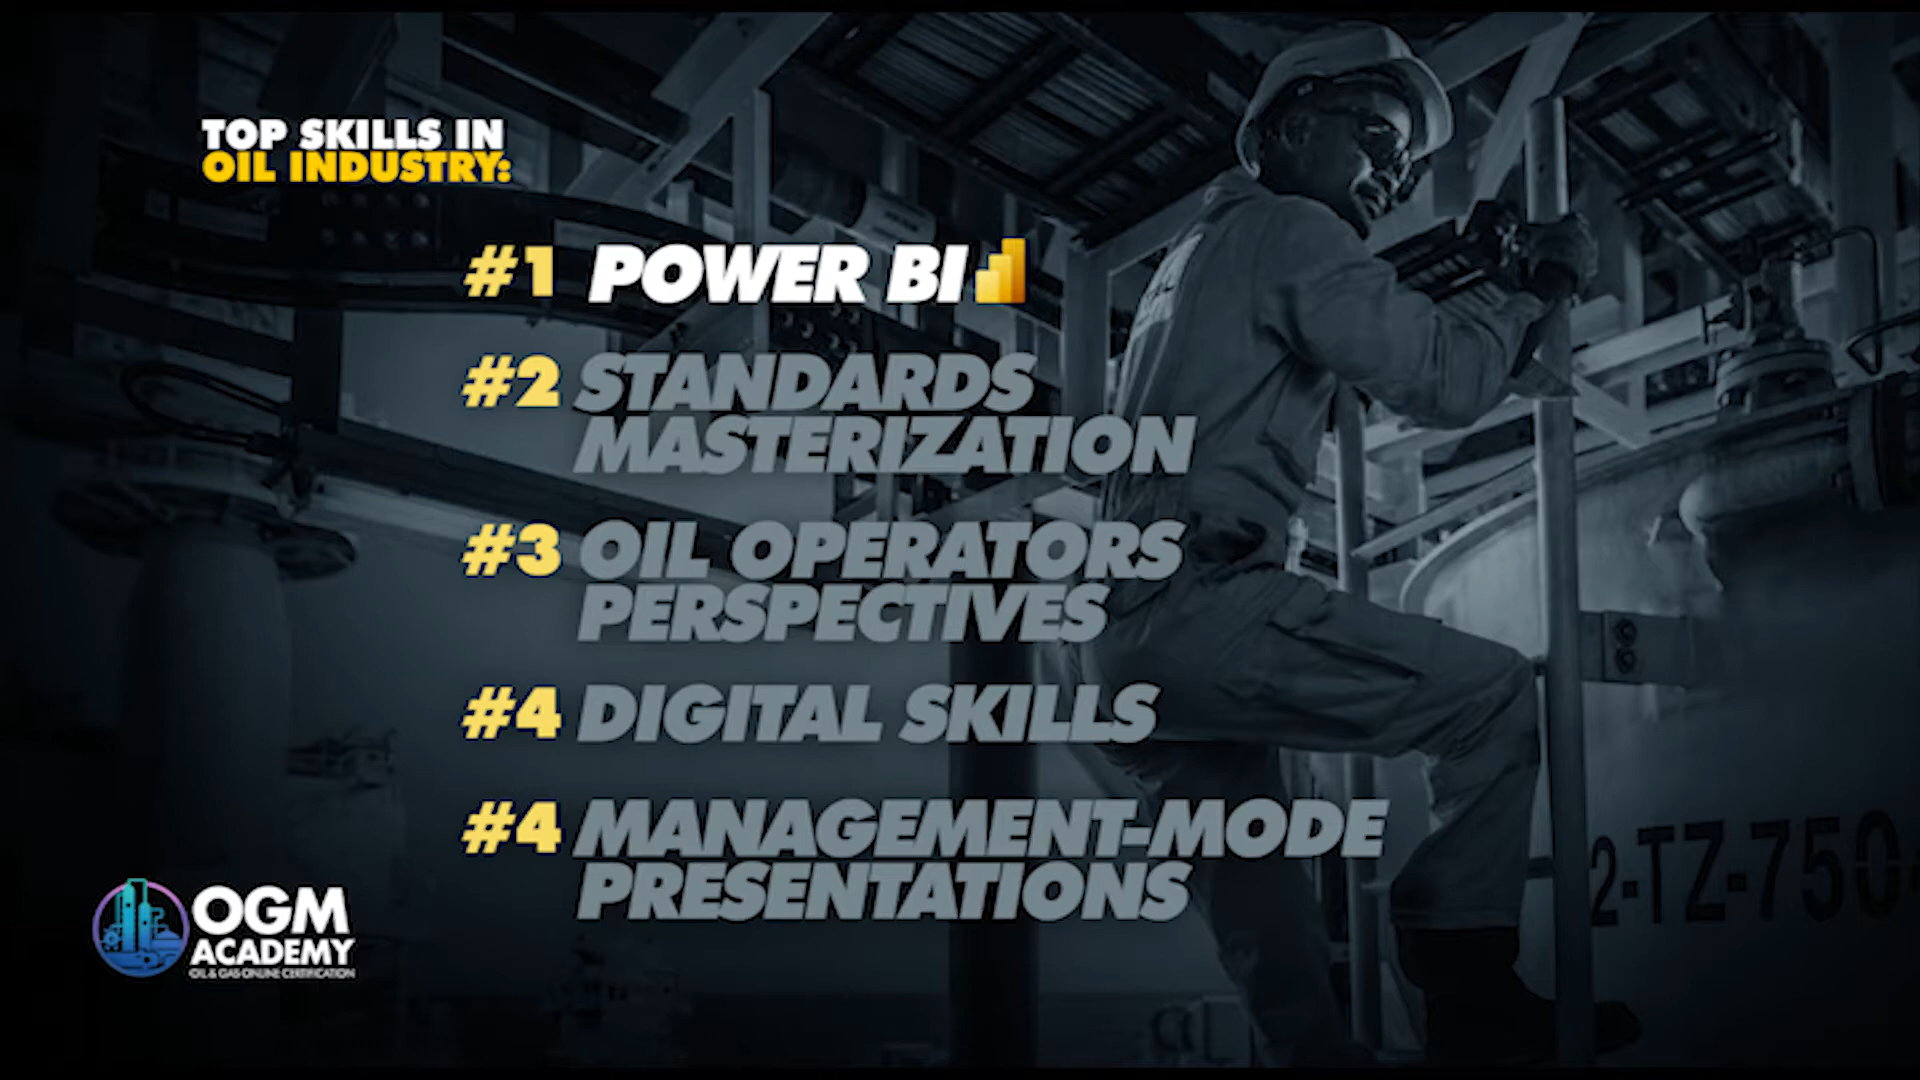 TOP SKILLS IN
OIL INDUSTRY:
#1 POWER BI
#2 STANDARDS
MASTERIZATION
#3 OIL OPERATORS
PERSPECTIVES
#4 DIGITAL SKILLS
#4 MANAGEMENT-MODE
PRESENTATIONS
2-TZ-750
OGM
ACADEMY
OIL & GAS ONLINE CERTIFICATION